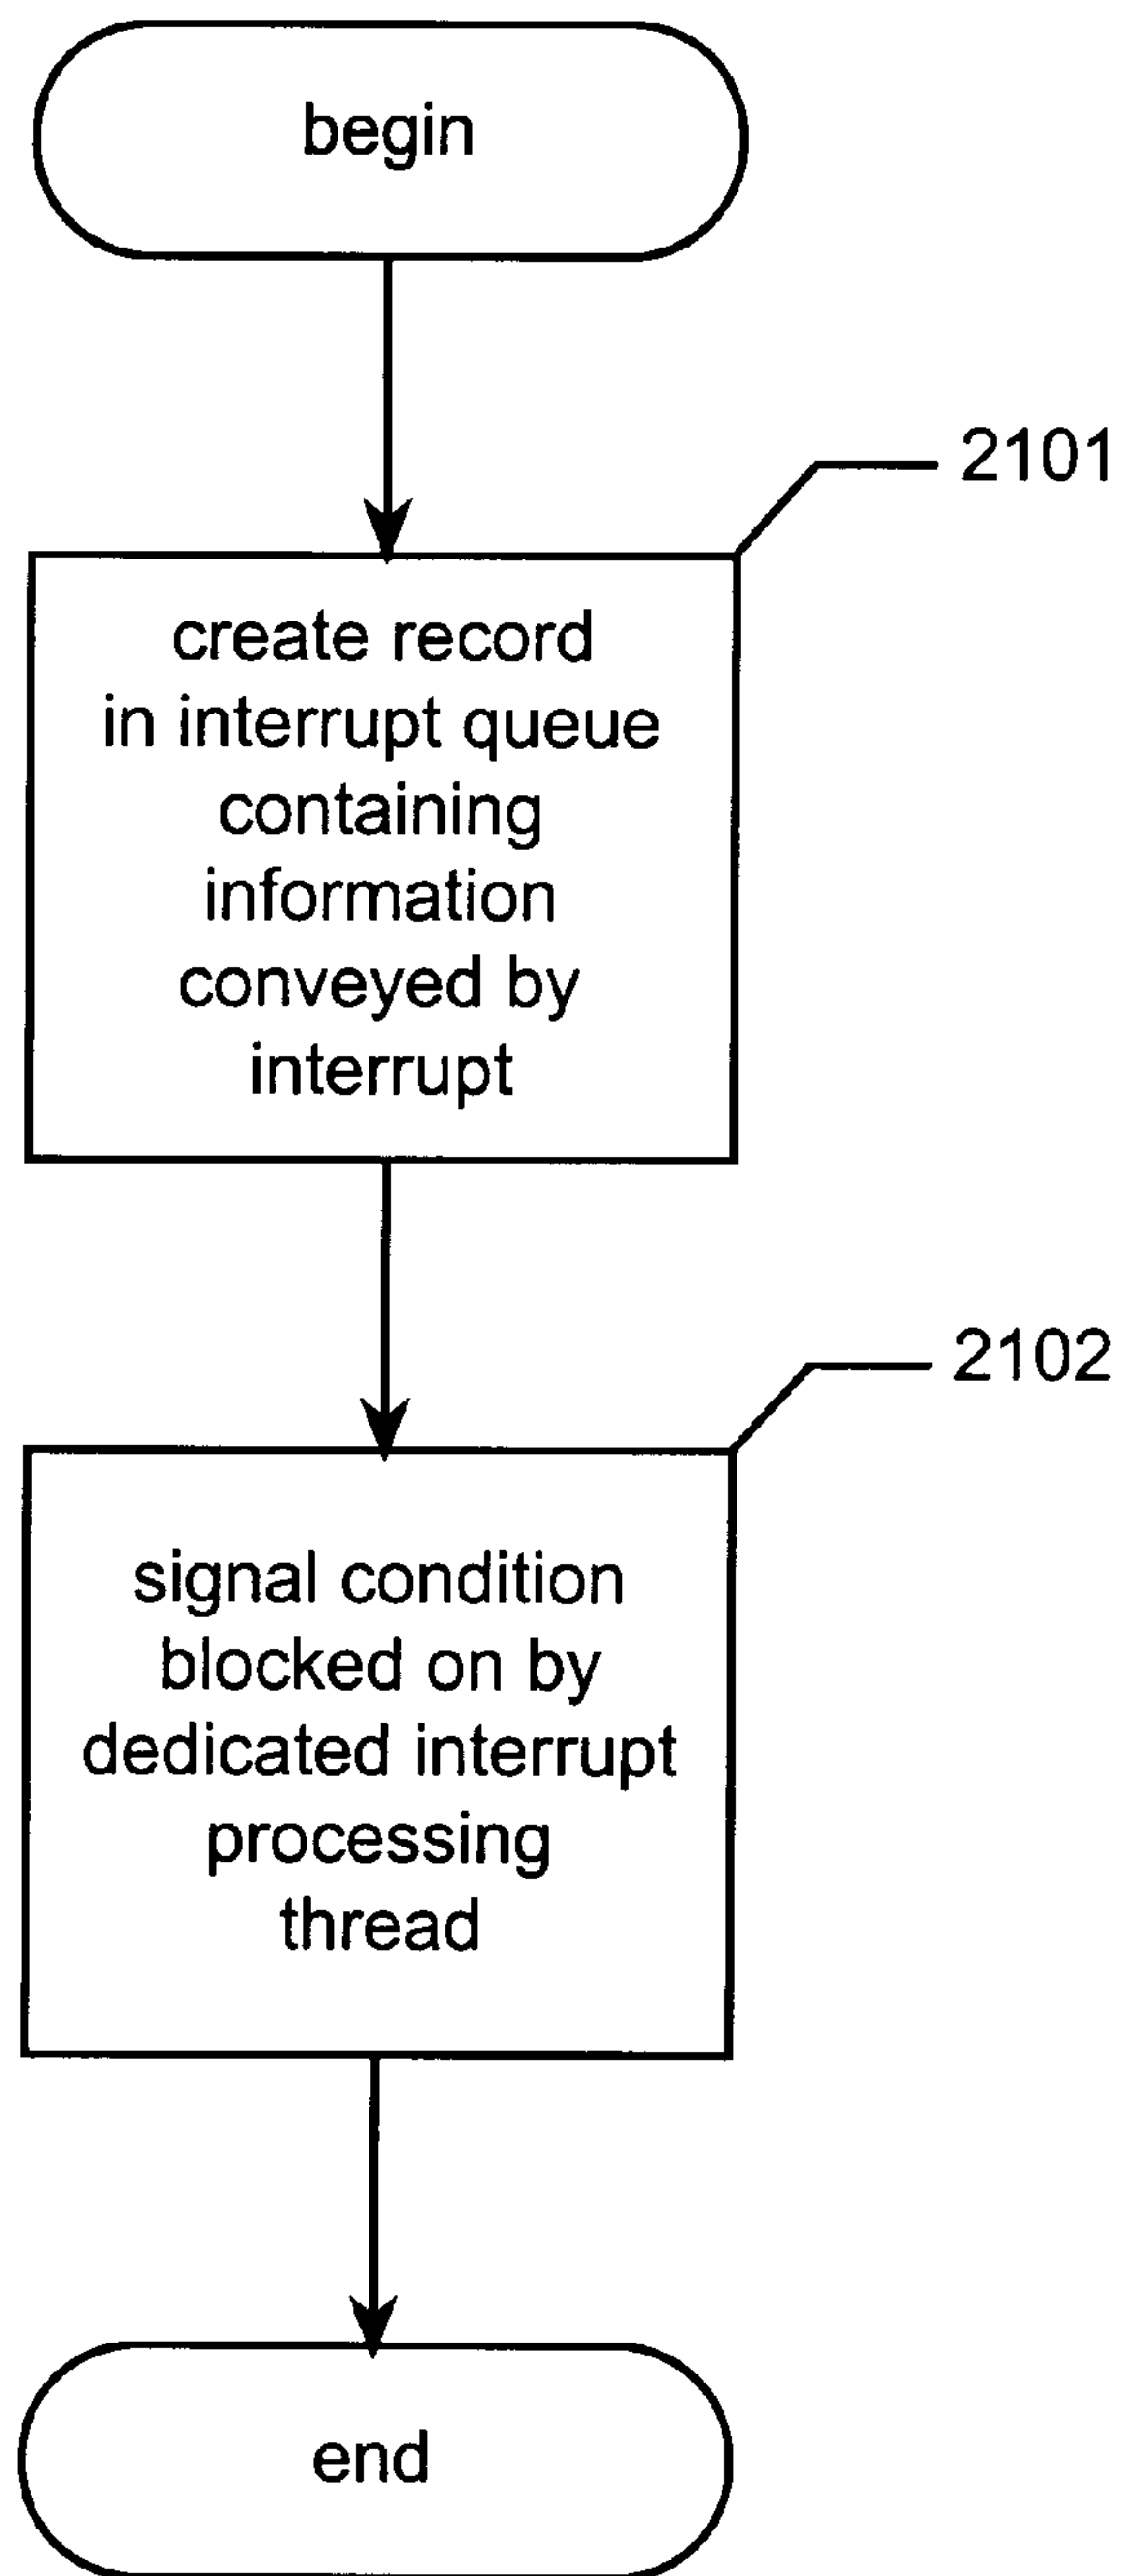 begin
2101
create record
in interrupt queue
containing
information
conveyed by
interrupt
2102
signal condition
blocked on by
dedicated interrupt
processing
thread
end